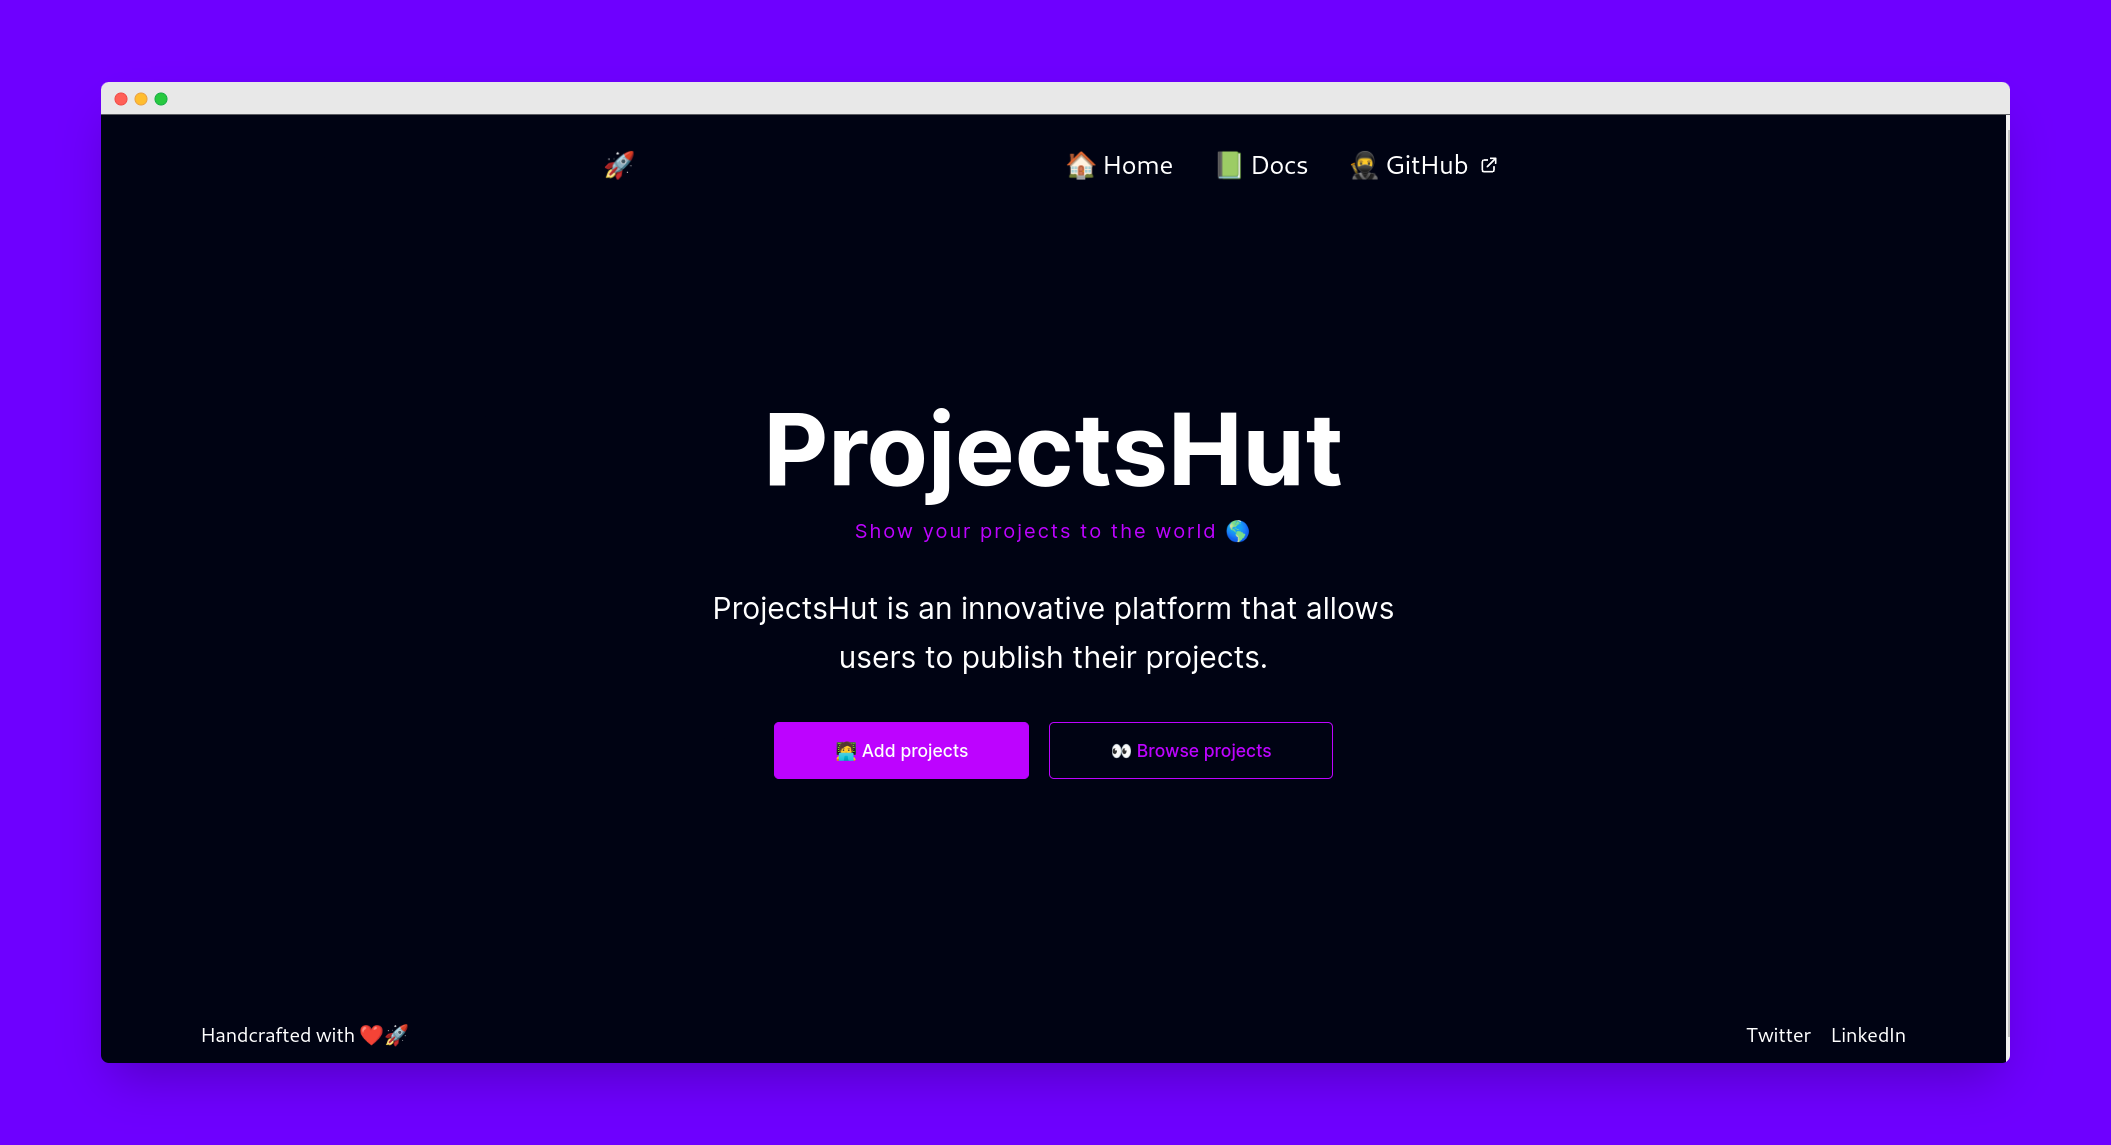 🚀 🏠 Home 📗 Docs 🥷 GitHub
ProjectsHut
Show your projects to the world 🌎
ProjectsHut is an innovative platform that allows
users to publish their projects.
🧑‍💻 Add projects 👀 Browse projects
Handcrafted with ❤️🚀 Twitter LinkedIn